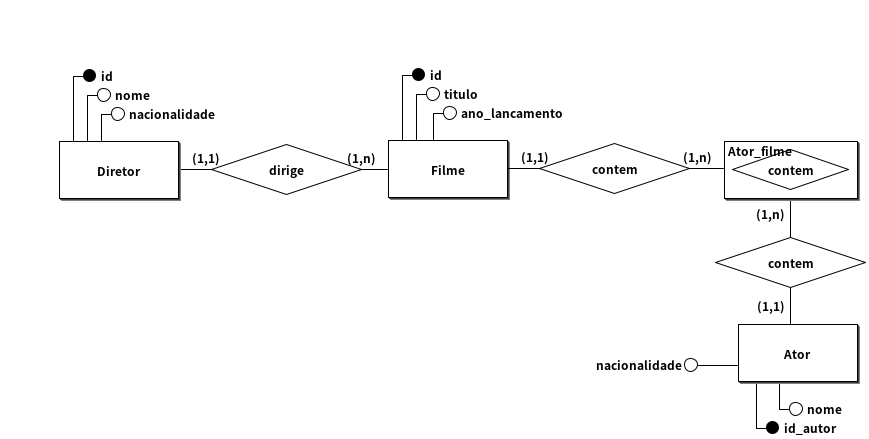 id
nome
nacionalidade
Diretor
(1,1)
dirige
(1,n)
id
titulo
ano_lancamento
Filme
(1,1)
contem
(1,n)
Ator_filme
contem
(1,n)
contem
(1,1)
Ator
nacionalidade
nome
id_autor